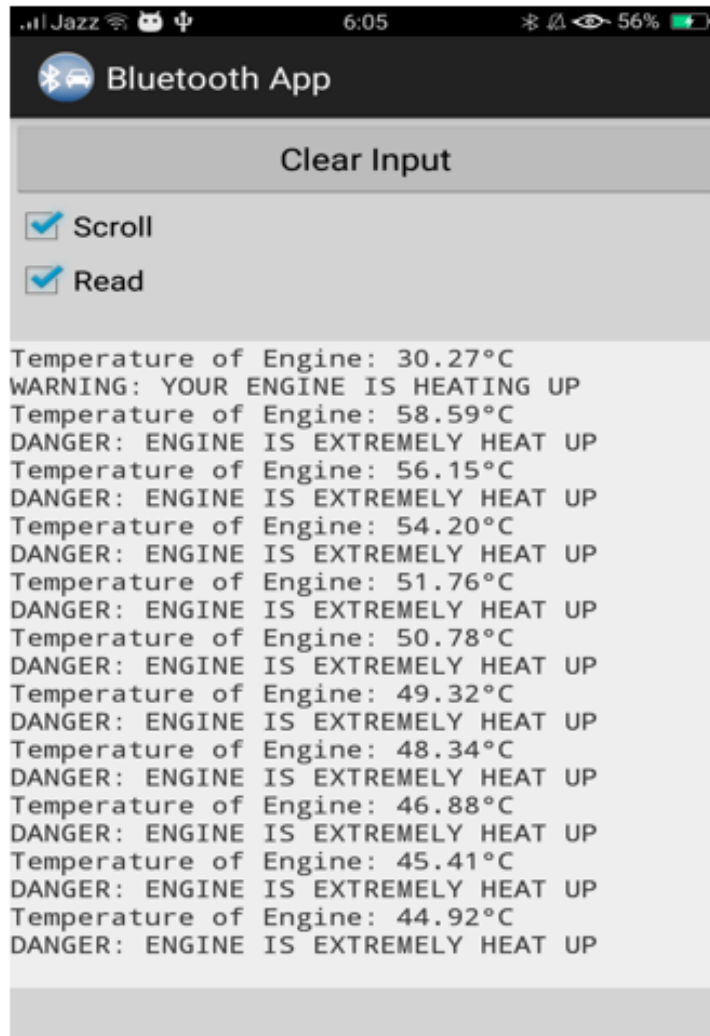 Jazz 6:05 56%
Bluetooth App
Clear Input
Scroll
Read
Temperature of Engine: 30.27°C
WARNING: YOUR ENGINE IS HEATING UP
Temperature of Engine: 58.59°C
DANGER: ENGINE IS EXTREMELY HEAT UP
Temperature of Engine: 56.15°C
DANGER: ENGINE IS EXTREMELY HEAT UP
Temperature of Engine: 54.20°C
DANGER: ENGINE IS EXTREMELY HEAT UP
Temperature of Engine: 51.76°C
DANGER: ENGINE IS EXTREMELY HEAT UP
Temperature of Engine: 50.78°C
DANGER: ENGINE IS EXTREMELY HEAT UP
Temperature of Engine: 49.32°C
DANGER: ENGINE IS EXTREMELY HEAT UP
Temperature of Engine: 48.34°C
DANGER: ENGINE IS EXTREMELY HEAT UP
Temperature of Engine: 46.88°C
DANGER: ENGINE IS EXTREMELY HEAT UP
Temperature of Engine: 45.41°C
DANGER: ENGINE IS EXTREMELY HEAT UP
Temperature of Engine: 44.92°C
DANGER: ENGINE IS EXTREMELY HEAT UP